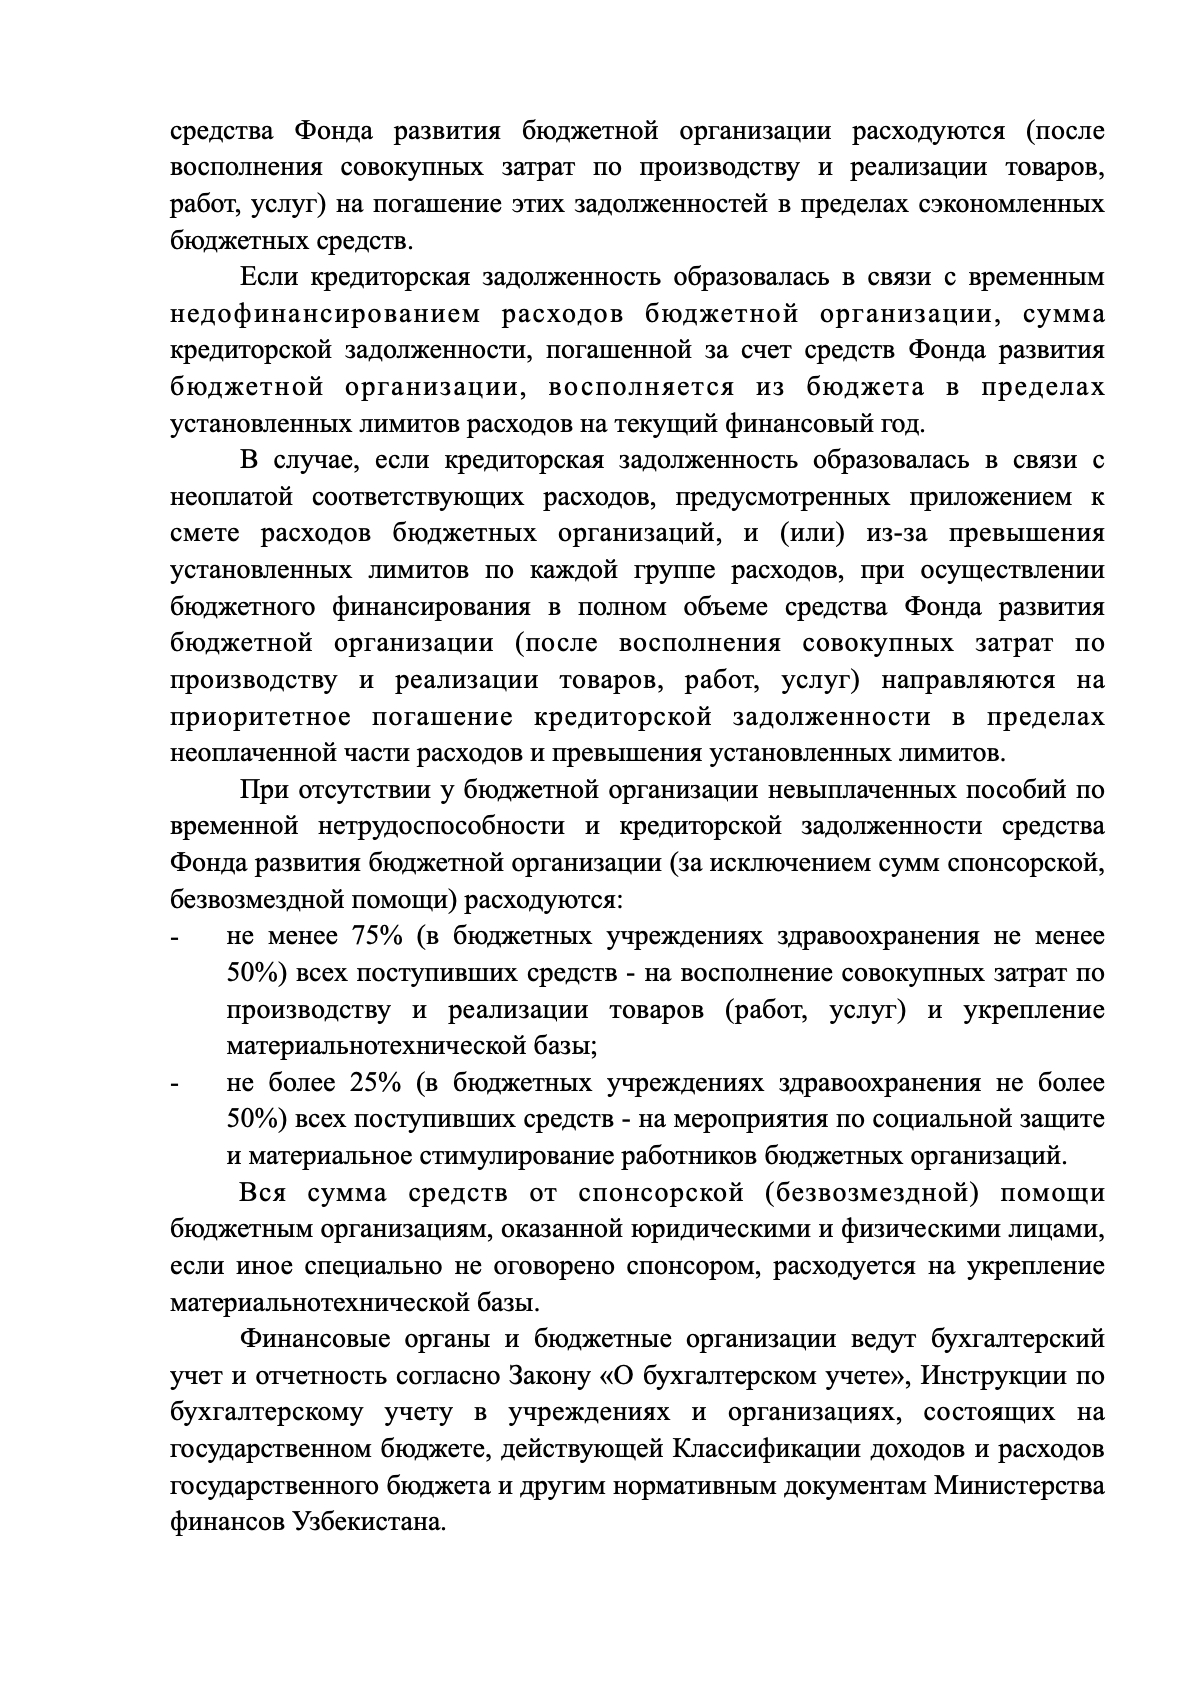 средства Фонда развития бюджетной организации расходуются (после
восполнения совокупных затрат по производству и реализации товаров,
работ, услуг) на погашение этих задолженностей в пределах сэкономленных
бюджетных средств.
Если кредиторская задолженность образовалась в связи с временным
недофинансированием расходов бюджетной организации, сумма
кредиторской задолженности, погашенной за счет средств Фонда развития
бюджетной организации, восполняется из бюджета в пределах
установленных лимитов расходов на текущий финансовый год.
В случае, если кредиторская задолженность образовалась в связи с
неоплатой соответствующих расходов, предусмотренных приложением к
смете расходов бюджетных организаций, и (или) из-за превышения
установленных лимитов по каждой группе расходов, при осуществлении
бюджетного финансирования в полном объеме средства Фонда развития
бюджетной организации (после восполнения совокупных затрат по
производству и реализации товаров, работ, услуг) направляются на
приоритетное погашение кредиторской задолженности в пределах
неоплаченной части расходов и превышения установленных лимитов.
При отсутствии у бюджетной организации невыплаченных пособий по
временной нетрудоспособности и кредиторской задолженности средства
Фонда развития бюджетной организации (за исключением сумм спонсорской,
безвозмездной помощи) расходуются:
- не менее 75% (в бюджетных учреждениях здравоохранения не менее
50%) всех поступивших средств - на восполнение совокупных затрат по
производству и реализации товаров (работ, услуг) и укрепление
материальнотехнической базы;
- не более 25% (в бюджетных учреждениях здравоохранения не более
50%) всех поступивших средств - на мероприятия по социальной защите
и материальное стимулирование работников бюджетных организаций.
Вся сумма средств от спонсорской (безвозмездной) помощи
бюджетным организациям, оказанной юридическими и физическими лицами,
если иное специально не оговорено спонсором, расходуется на укрепление
материальнотехнической базы.
Финансовые органы и бюджетные организации ведут бухгалтерский
учет и отчетность согласно Закону «О бухгалтерском учете», Инструкции по
бухгалтерскому учету в учреждениях и организациях, состоящих на
государственном бюджете, действующей Классификации доходов и расходов
государственного бюджета и другим нормативным документам Министерства
финансов Узбекистана.